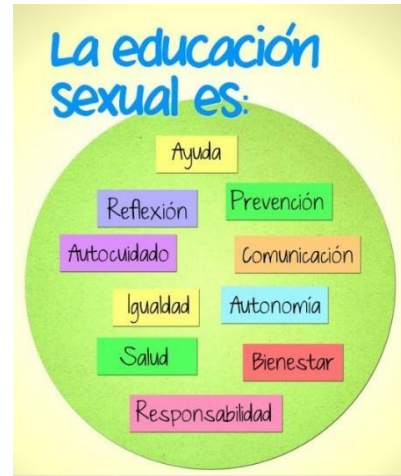 La educación
sexual es:
Ayuda
Reflexión
Prevención
Autocuidado
Comunicación
Igualdad
Autonomía
Salud
Bienestar
Responsabilidad